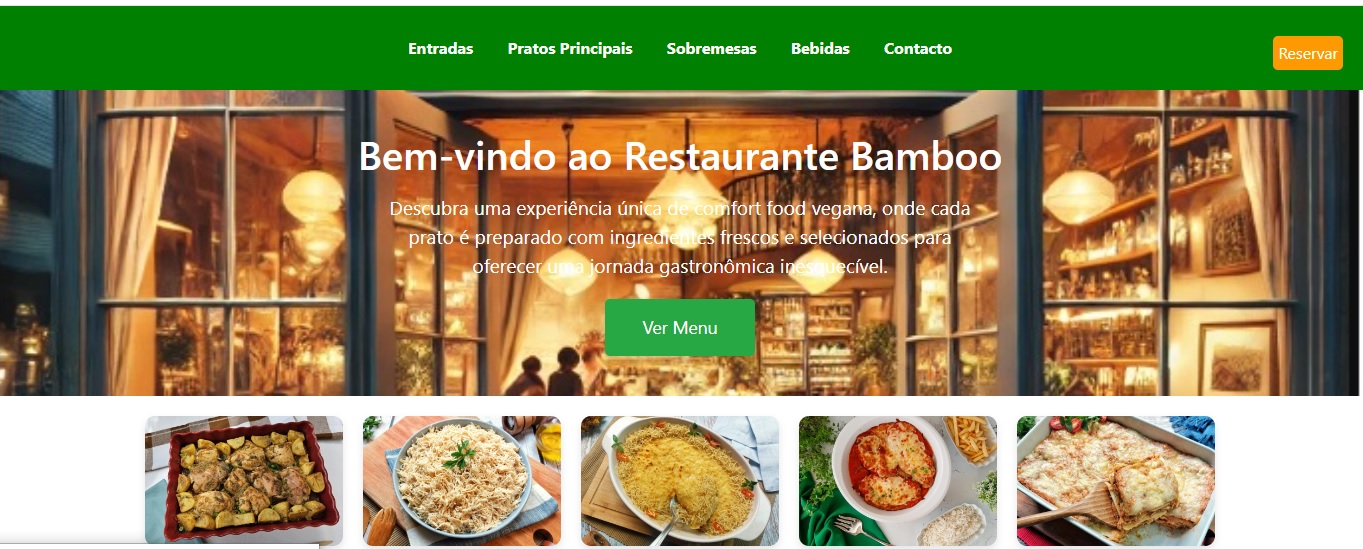 Entradas Pratos Principais Sobremesas Bebidas Contacto
Reservar
Bem-vindo ao Restaurante Bamboo
Descubra uma experiência única de comfort food vegana, onde cada
prato é preparado com ingredientes frescos e selecionados para
oferecer uma jornada gastronômica inesquecível.
Ver Menu